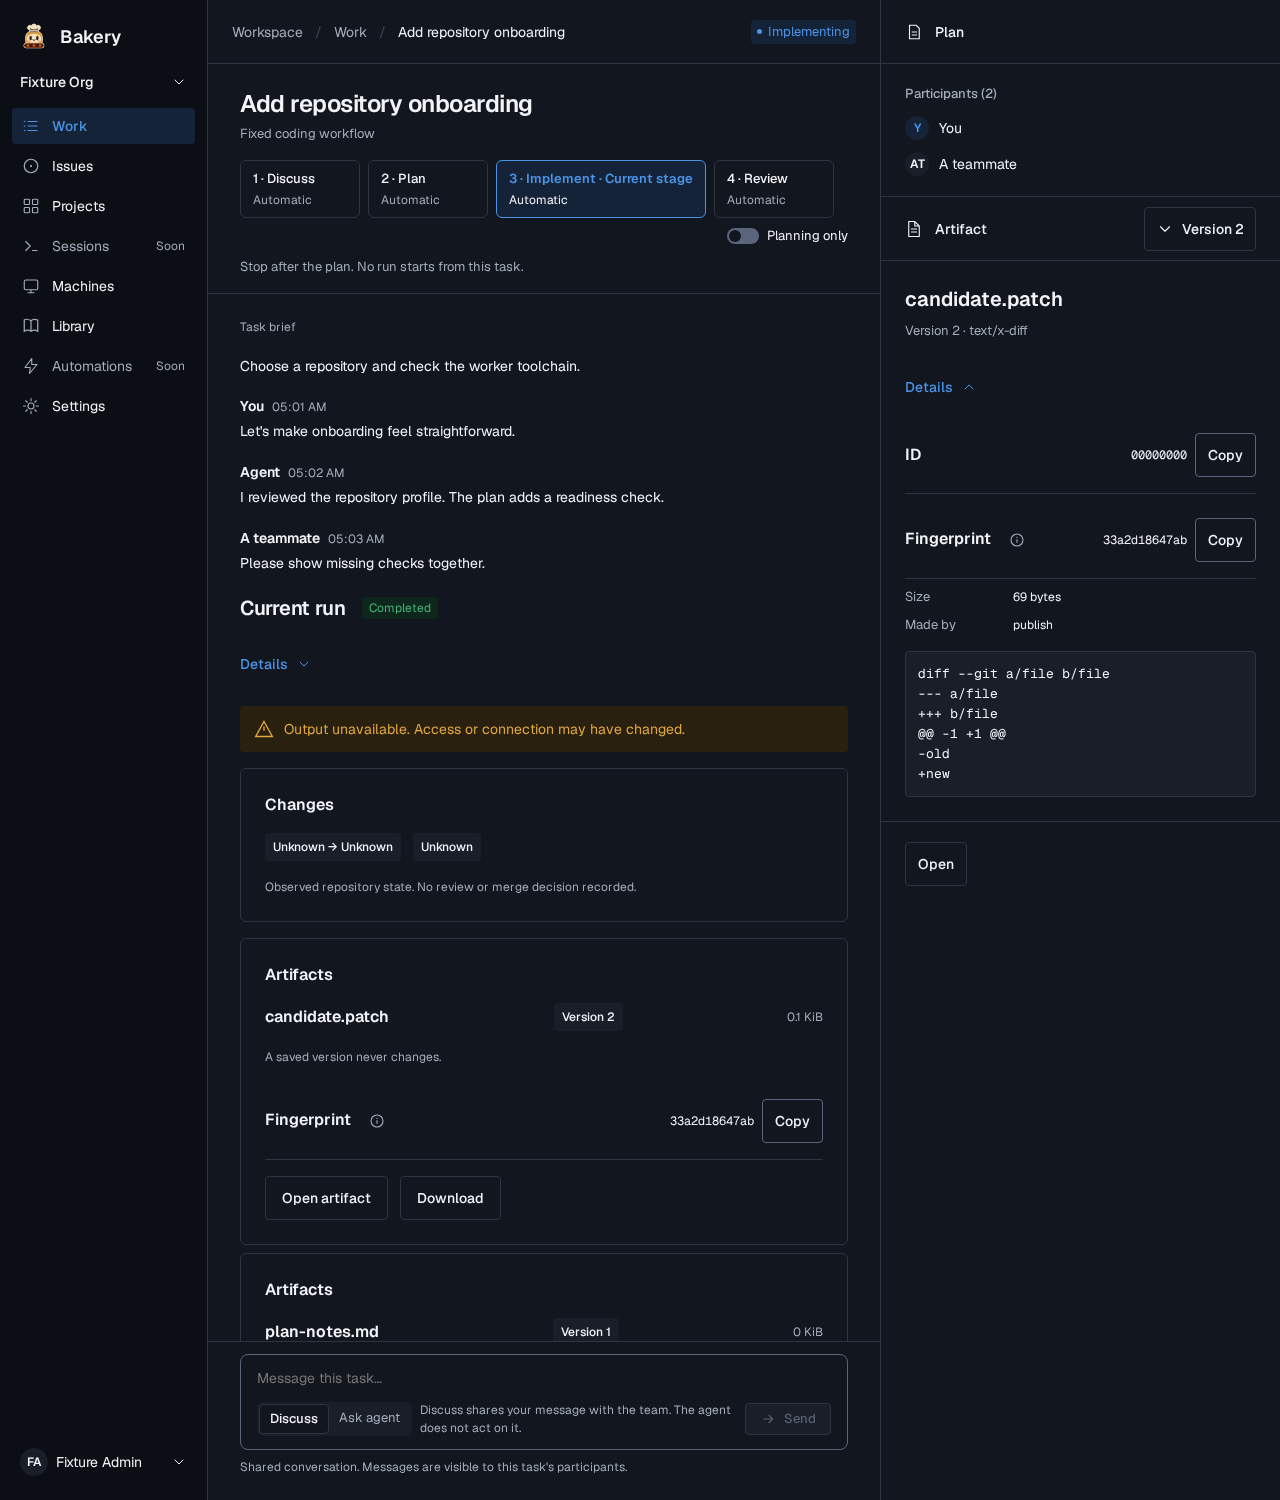 Bakery
Fixture Org
Work
Issues
Projects
Sessions Soon
Machines
Library
Automations Soon
Settings
FA Fixture Admin
Workspace / Work / Add repository onboarding
Implementing
Add repository onboarding
Fixed coding workflow
1 · Discuss
Automatic
2 · Plan
Automatic
3 · Implement · Current stage
Automatic
4 · Review
Automatic
Planning only
Stop after the plan. No run starts from this task.
Task brief
Choose a repository and check the worker toolchain.
You 05:01 AM
Let's make onboarding feel straightforward.
Agent 05:02 AM
I reviewed the repository profile. The plan adds a readiness check.
A teammate 05:03 AM
Please show missing checks together.
Current run Completed
Details
Output unavailable. Access or connection may have changed.
Changes
Unknown → Unknown Unknown
Observed repository state. No review or merge decision recorded.
Artifacts
candidate.patch Version 2 0.1 KiB
A saved version never changes.
Fingerprint 33a2d18647ab Copy
Open artifact Download
Artifacts
plan-notes.md Version 1 0 KiB
Message this task...
Discuss Ask agent
Discuss shares your message with the team. The agent
does not act on it.
Send
Shared conversation. Messages are visible to this task's participants.
Plan
Participants (2)
Y You
AT A teammate
Artifact Version 2
candidate.patch
Version 2 · text/x-diff
Details
ID 00000000 Copy
Fingerprint 33a2d18647ab Copy
Size 69 bytes
Made by publish
diff --git a/file b/file
--- a/file
+++ b/file
@@ -1 +1 @@
-old
+new
Open